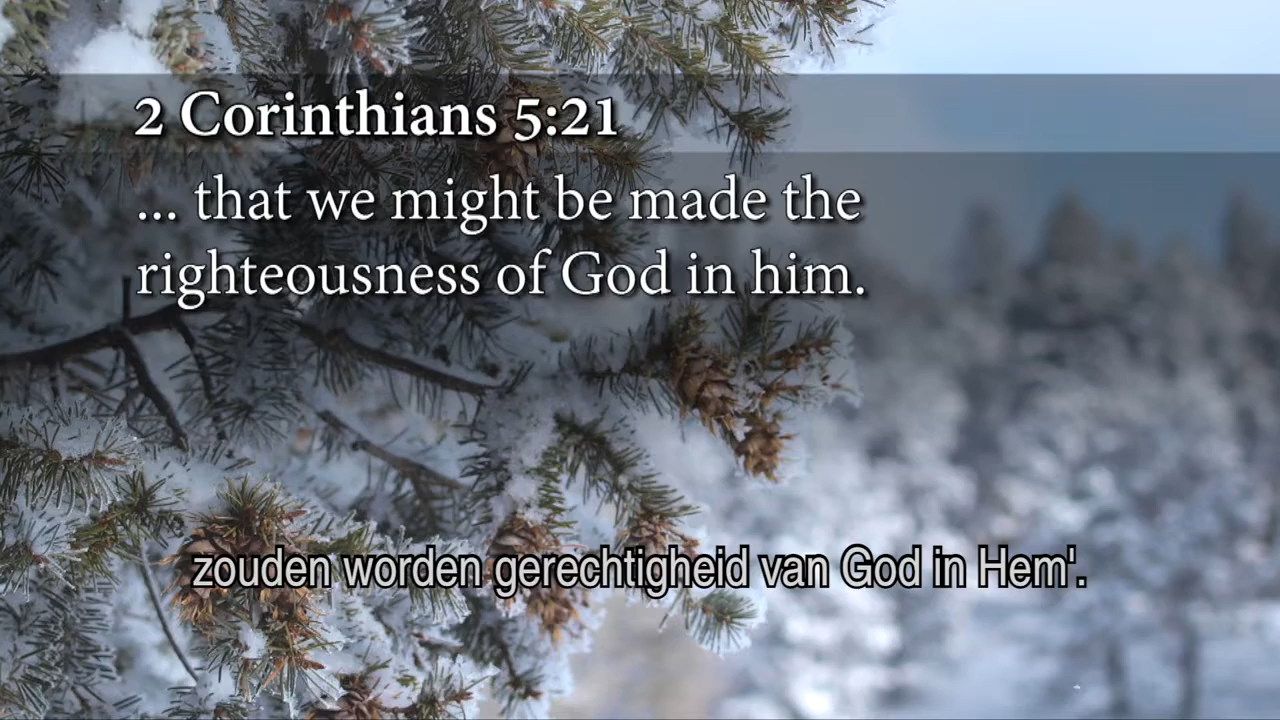 2 Corinthians 5:21
... that we might be made the
righteousness of God in him.
zouden worden gerechtigheid van God in Hem'.